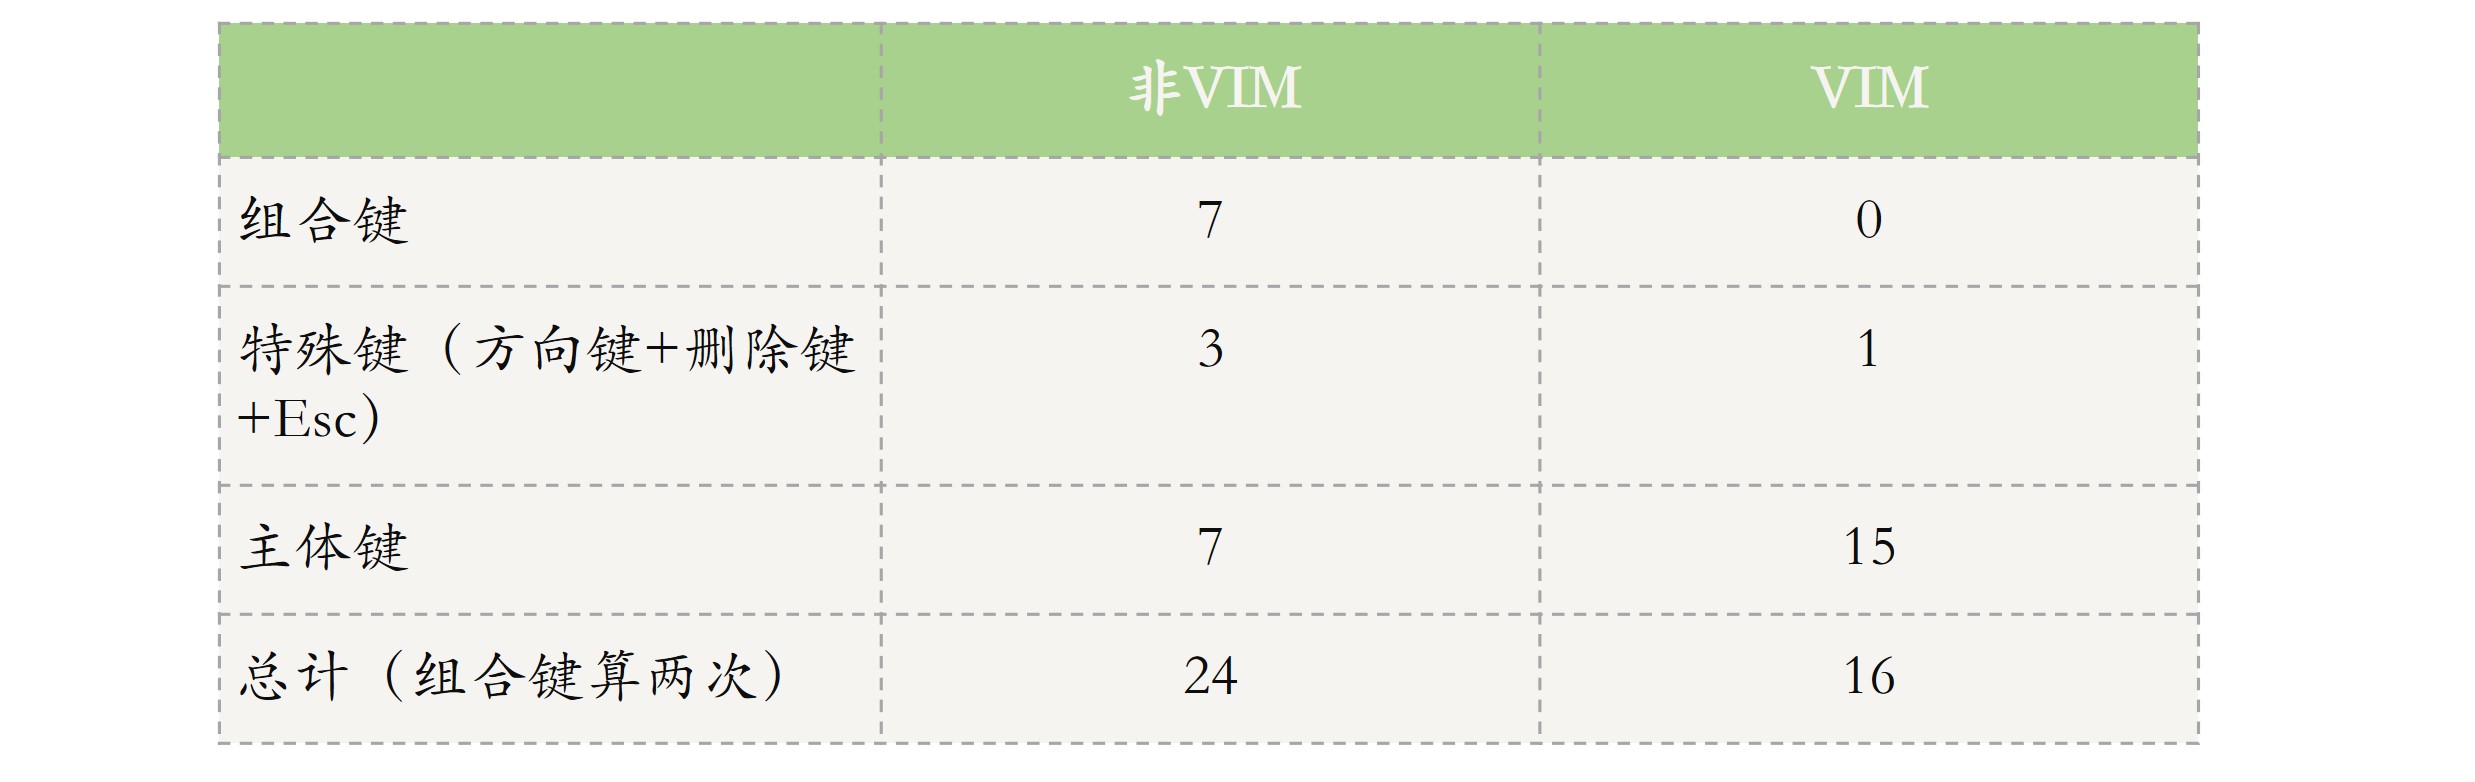 非VIM VIM
组合键 7 0
特殊键（方向键+删除键 3 1
+Esc）
主体键 7 15
总计（组合键算两次） 24 16